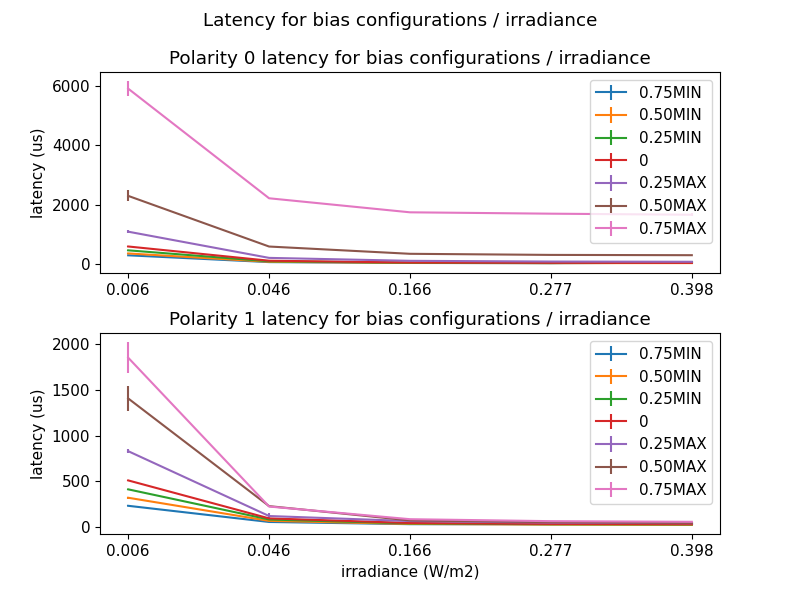 Latency for bias configurations / irradiance
Polarity 0 latency for bias configurations / irradiance
latency (us)
6000
4000
2000
0
0.75MIN
0.50MIN
0.25MIN
0
0.25MAX
0.50MAX
0.75MAX
0.006 0.046 0.166 0.277 0.398
Polarity 1 latency for bias configurations / irradiance
latency (us)
2000
1500
1000
500
0
0.75MIN
0.50MIN
0.25MIN
0
0.25MAX
0.50MAX
0.75MAX
0.006 0.046 0.166 0.277 0.398
irradiance (W/m2)